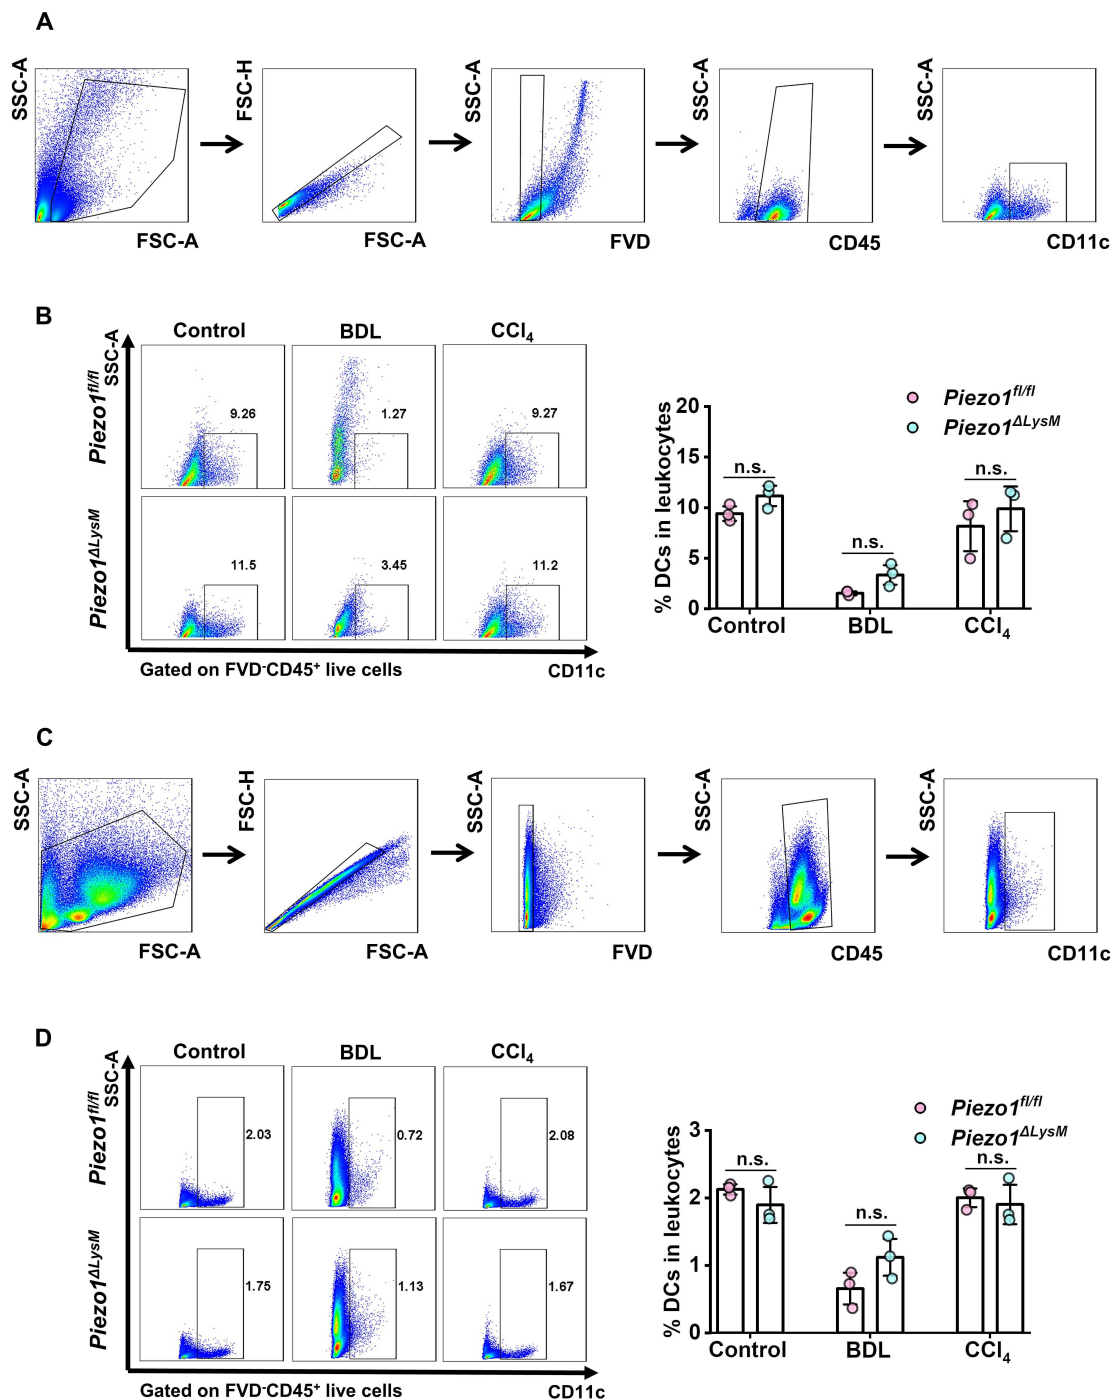 A
SSC-A
FSC-A
FSC-H
FSC-A
SSC-A
FVD
SSC-A
CD45
SSC-A
CD11c
B
Control
BDL
CCl4
SSC-A
Piezo1fl/fl
9.26
1.27
9.27
Piezo1ΔLysM
11.5
3.45
11.2
Gated on FVD-CD45+ live cells
CD11c
Piezo1fl/fl
Piezo1ΔLysM
% DCs in leukocytes
20
15
10
5
0
n.s.
n.s.
n.s.
Control
BDL
CCl4
C
SSC-A
FSC-A
FSC-H
FSC-A
SSC-A
FVD
SSC-A
CD45
SSC-A
CD11c
D
Control
BDL
CCl4
SSC-A
Piezo1fl/fl
2.03
0.72
2.08
Piezo1ΔLysM
1.75
1.13
1.67
Gated on FVD-CD45+ live cells
CD11c
Piezo1fl/fl
Piezo1ΔLysM
% DCs in leukocytes
3
2
1
0
n.s.
n.s.
n.s.
Control
BDL
CCl4